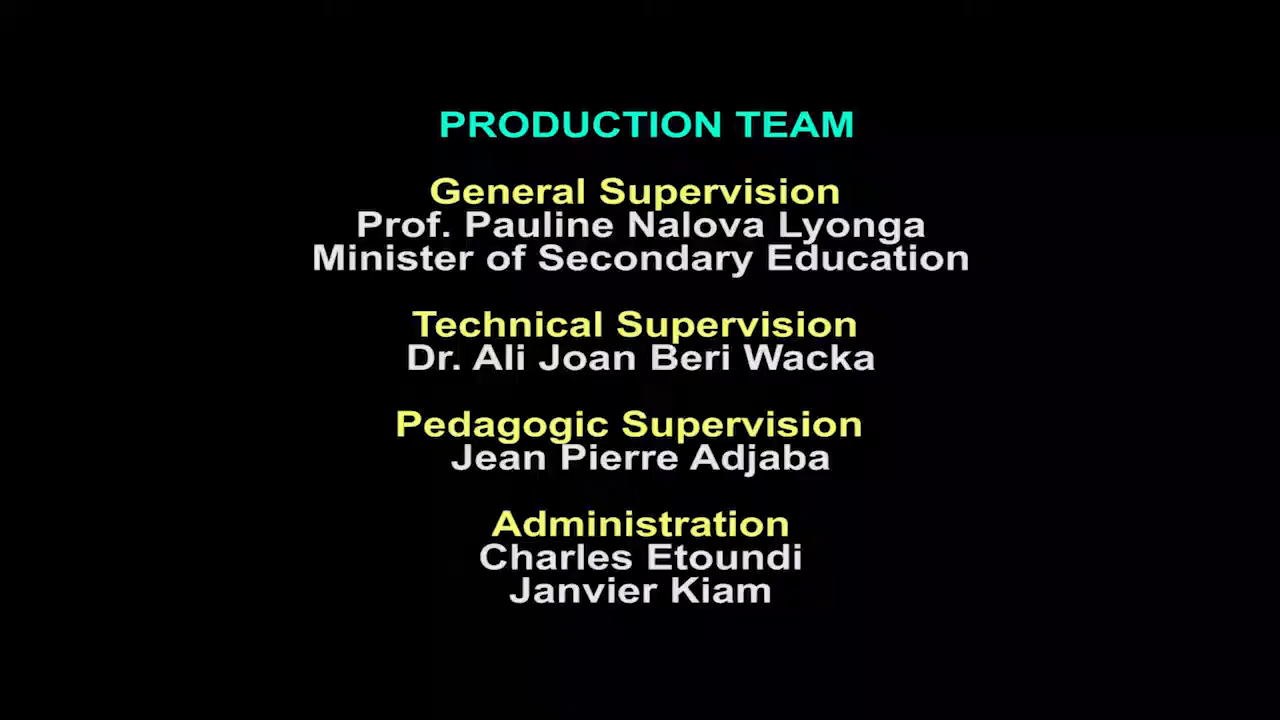 PRODUCTION TEAM
General Supervision
Prof. Pauline Nalova Lyonga
Minister of Secondary Education
Technical Supervision
Dr. Ali Joan Beri Wacka
Pedagogic Supervision
Jean Pierre Adjaba
Administration
Charles Etoundi
Janvier Kiam